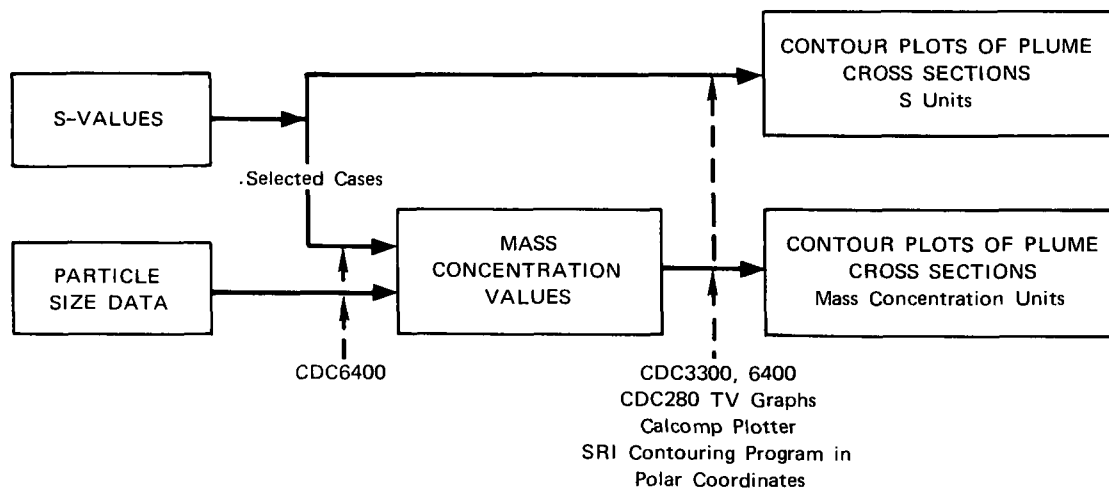 CONTOUR PLOTS OF PLUME
CROSS SECTIONS
S Units
S-VALUES
.Selected Cases
PARTICLE
SIZE DATA
MASS
CONCENTRATION
VALUES
CONTOUR PLOTS OF PLUME
CROSS SECTIONS
Mass Concentration Units
CDC6400
CDC3300, 6400
CDC280 TV Graphs
Calcomp Plotter
SRI Contouring Program in
Polar Coordinates